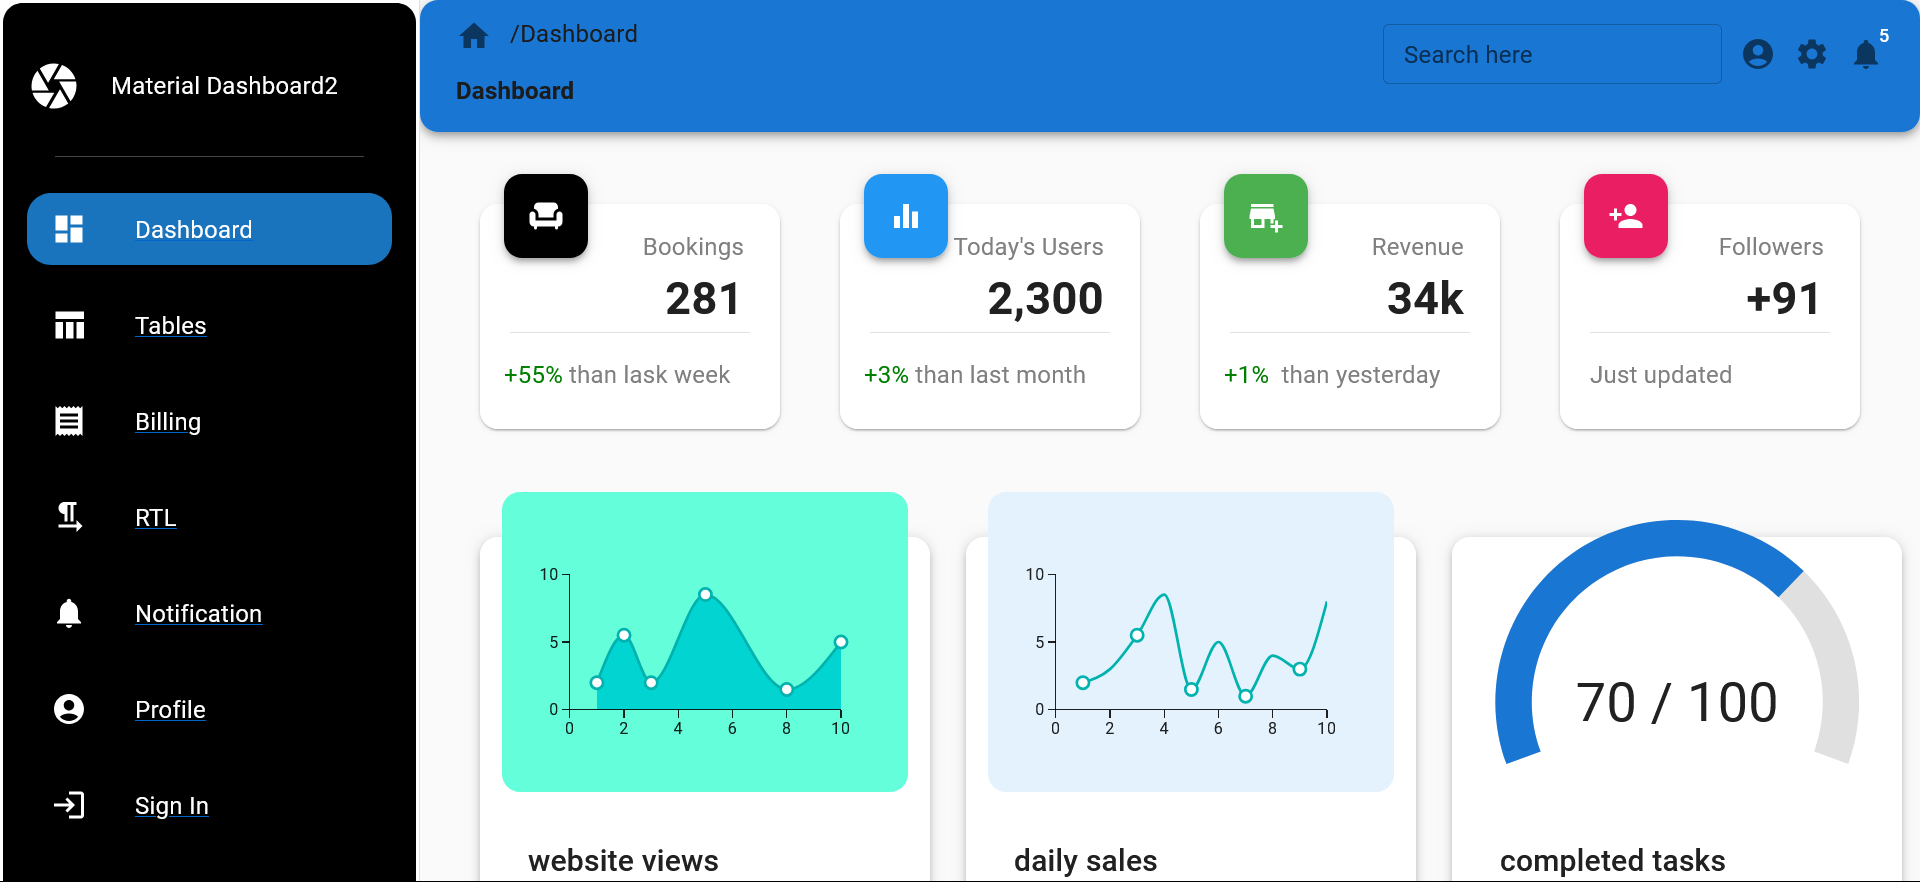 Material Dashboard2
Dashboard
Tables
Billing
RTL
Notification
Profile
Sign In
/Dashboard
Dashboard
Search here
5
Bookings
281
+55% than lask week
Today's Users
2,300
+3% than last month
Revenue
34k
+1% than yesterday
Followers
+91
Just updated
10
5
0
0 2 4 6 8 10
website views
10
5
0
0 2 4 6 8 10
daily sales
70 / 100
completed tasks